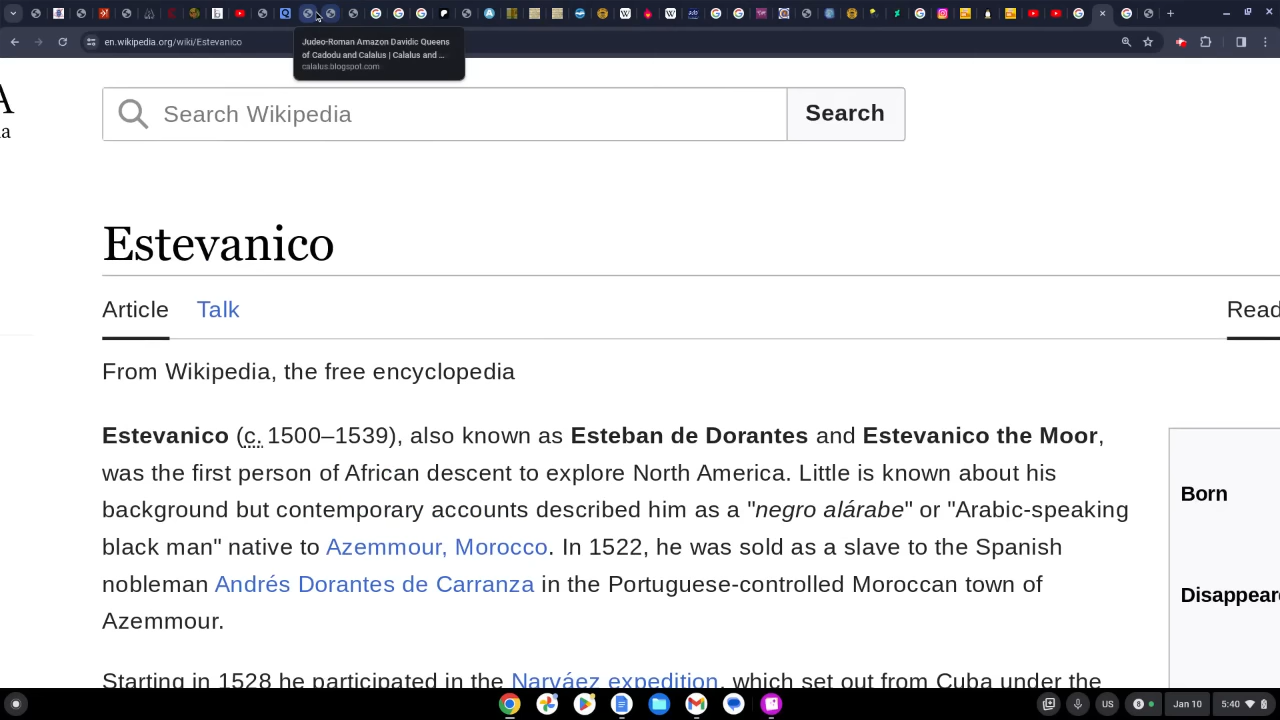 en.wikipedia.org/wiki/Estevanico
Judeo-Roman Amazon Davidic Queens
of Cadodu and Calalus | Calalus and ...
calalus.blogspot.com
A
ia
Search Wikipedia
Search
Estevanico
Article
Talk
Read
From Wikipedia, the free encyclopedia
Estevanico (c. 1500–1539), also known as Esteban de Dorantes and Estevanico the Moor,
was the first person of African descent to explore North America. Little is known about his
background but contemporary accounts described him as a "negro alárabe" or "Arabic-speaking
black man" native to Azemmour, Morocco. In 1522, he was sold as a slave to the Spanish
nobleman Andrés Dorantes de Carranza in the Portuguese-controlled Moroccan town of
Azemmour.
Born
Disappeare
Starting in 1528 he participated in the Narváez expedition, which set out from Cuba under the
US
8
Jan 10
5:40